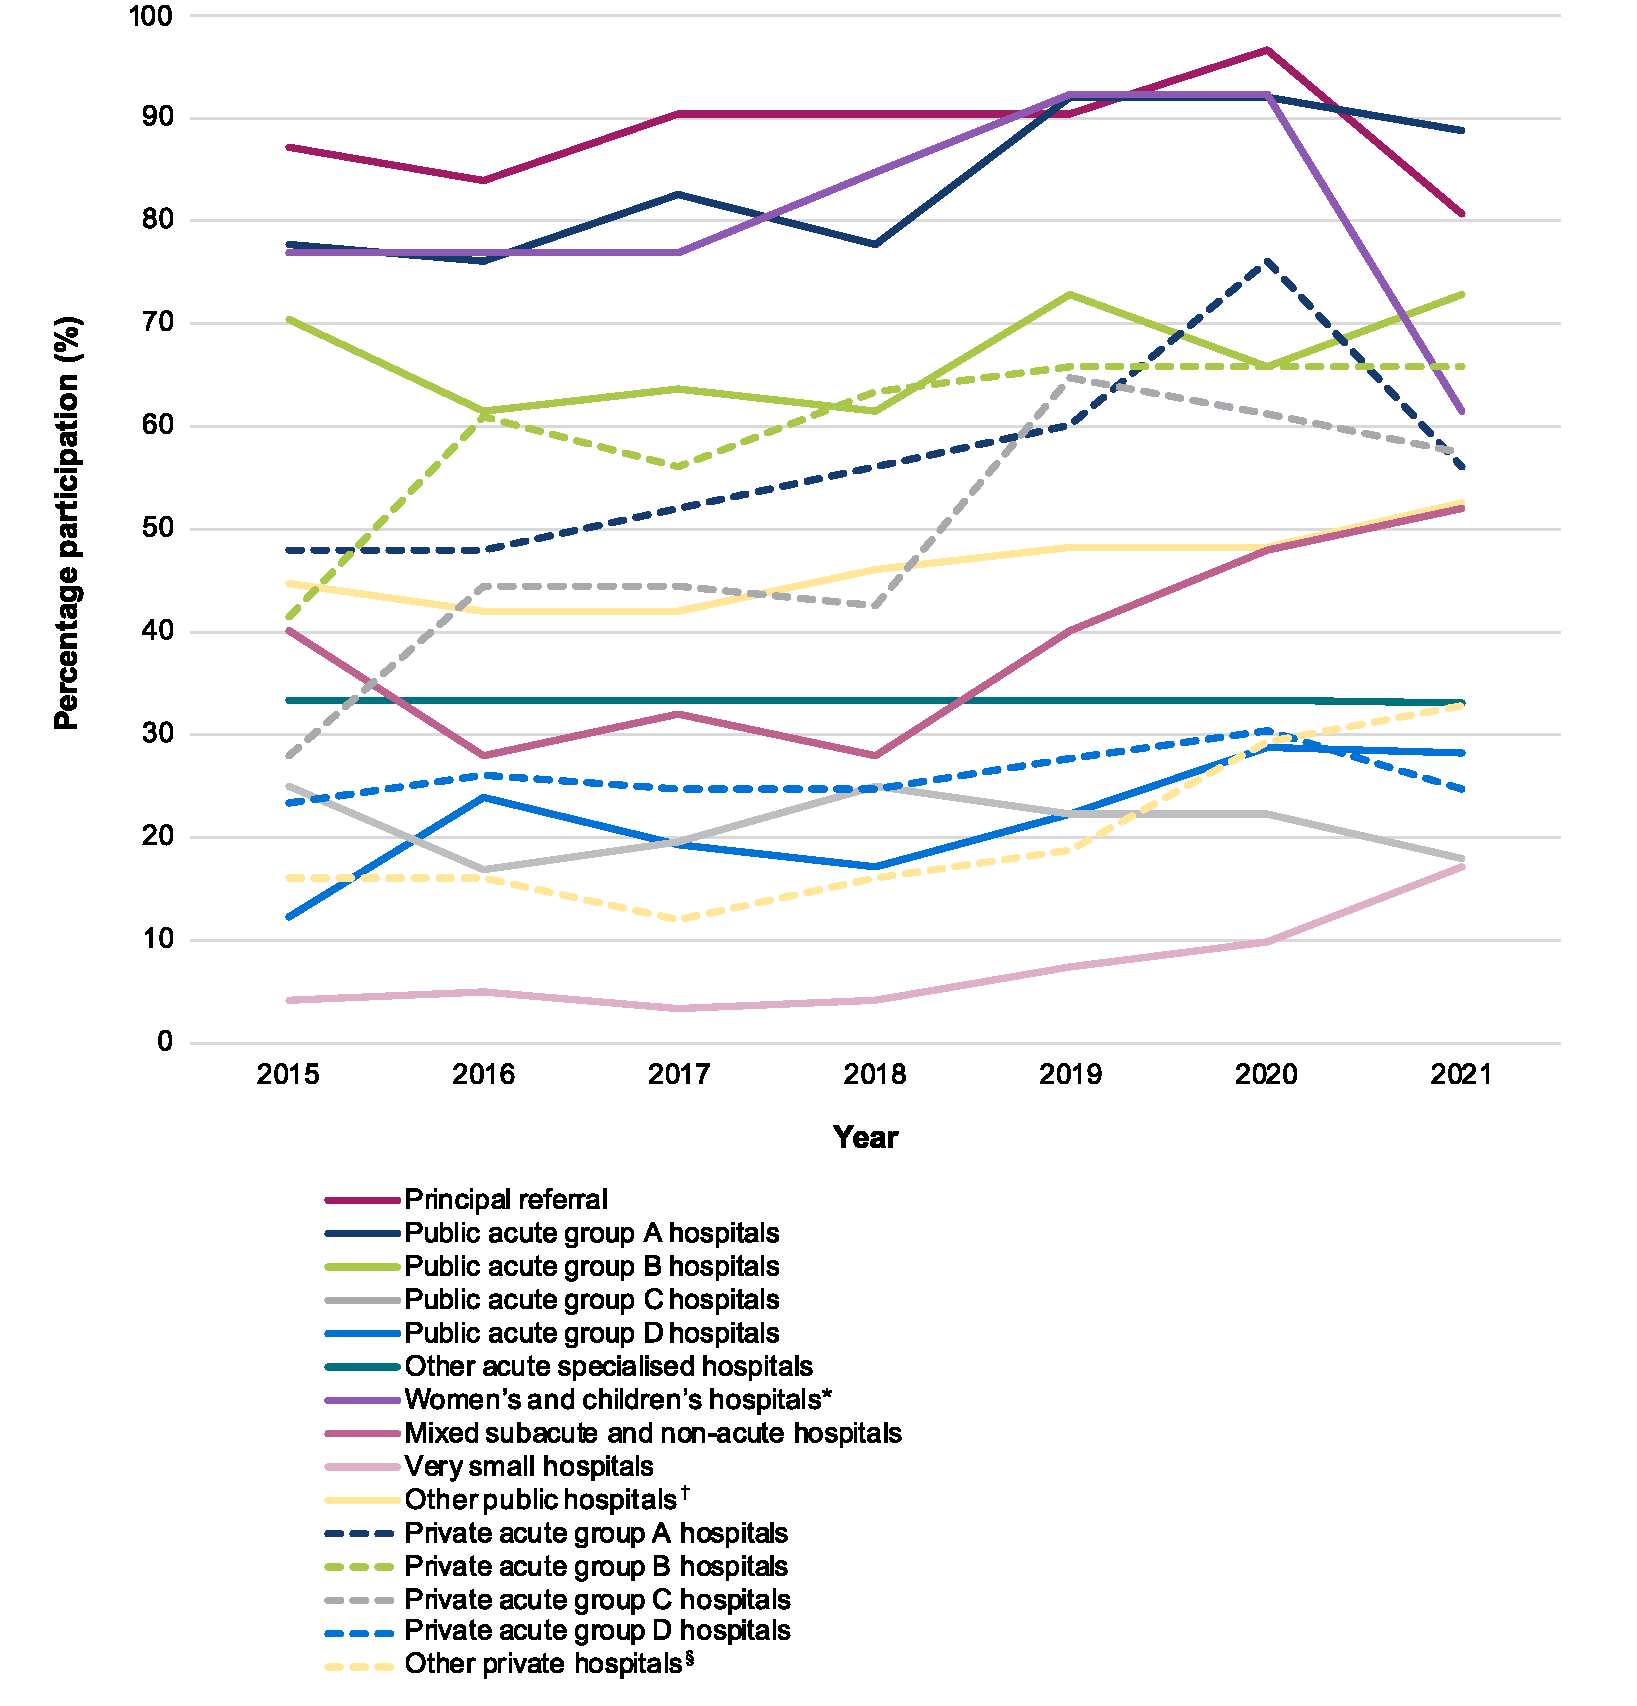 100
90
80
70
60
50
40
30
20
10
0
Percentage participation (%)
2015 2016 2017 2018 2019 2020 2021
Year
Principal referral
Public acute group A hospitals
Public acute group B hospitals
Public acute group C hospitals
Public acute group D hospitals
Other acute specialised hospitals
Women’s and children’s hospitals*
Mixed subacute and non-acute hospitals
Very small hospitals
Other public hospitals†
Private acute group A hospitals
Private acute group B hospitals
Private acute group C hospitals
Private acute group D hospitals
Other private hospitals§